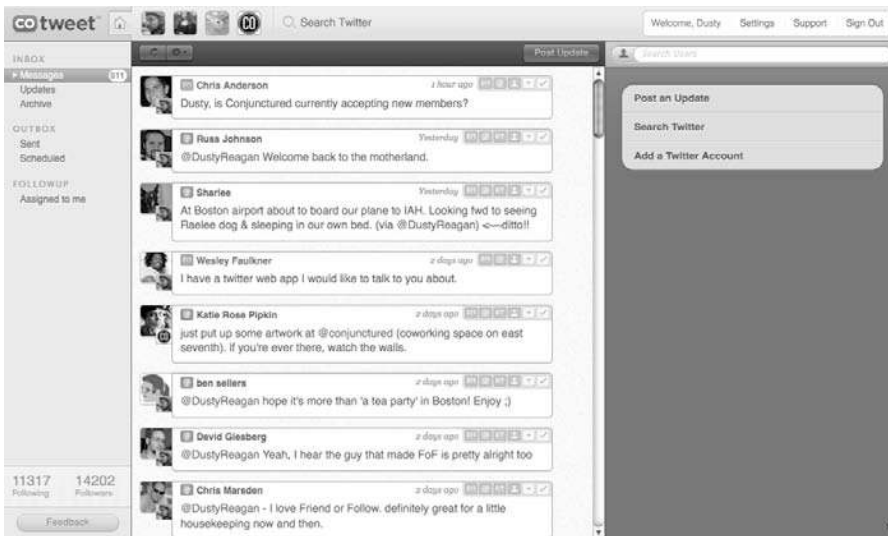 cotweet
Search Twitter
Welcome, Dusty Settings Support Sign Out
INBOX
Messages 811
Updates
Archive
OUTBOX
Sent
Scheduled
FOLLOWUP
Assigned to me
11317 14202
Following Followers
Feedback
Post Update
Chris Anderson 1 hour ago
Dusty, is Conjunctured currently accepting new members?
Russ Johnson Yesterday
@DustyReagan Welcome back to the motherland.
Sharlee Yesterday
At Boston airport about to board our plane to IAH. Looking fwd to seeing
Raelee dog & sleeping in our own bed. (via @DustyReagan) <---ditto!!
Wesley Faulkner 2 days ago
I have a twitter web app I would like to talk to you about.
Katie Rose Pipkin 2 days ago
CO
just put up some artwork at @conjunctured (coworking space on east
seventh). if you're ever there, watch the walls.
ben sellers 2 days ago
@DustyReagan hope it's more than 'a tea party' in Boston! Enjoy ;)
David Giesberg 2 days ago
@DustyReagan Yeah, I hear the guy that made FoF is pretty alright too
Chris Marsden 2 days ago
@DustyReagan - I love Friend or Follow. definitely great for a little
housekeeping now and then.
Search Users
Post an Update
Search Twitter
Add a Twitter Account